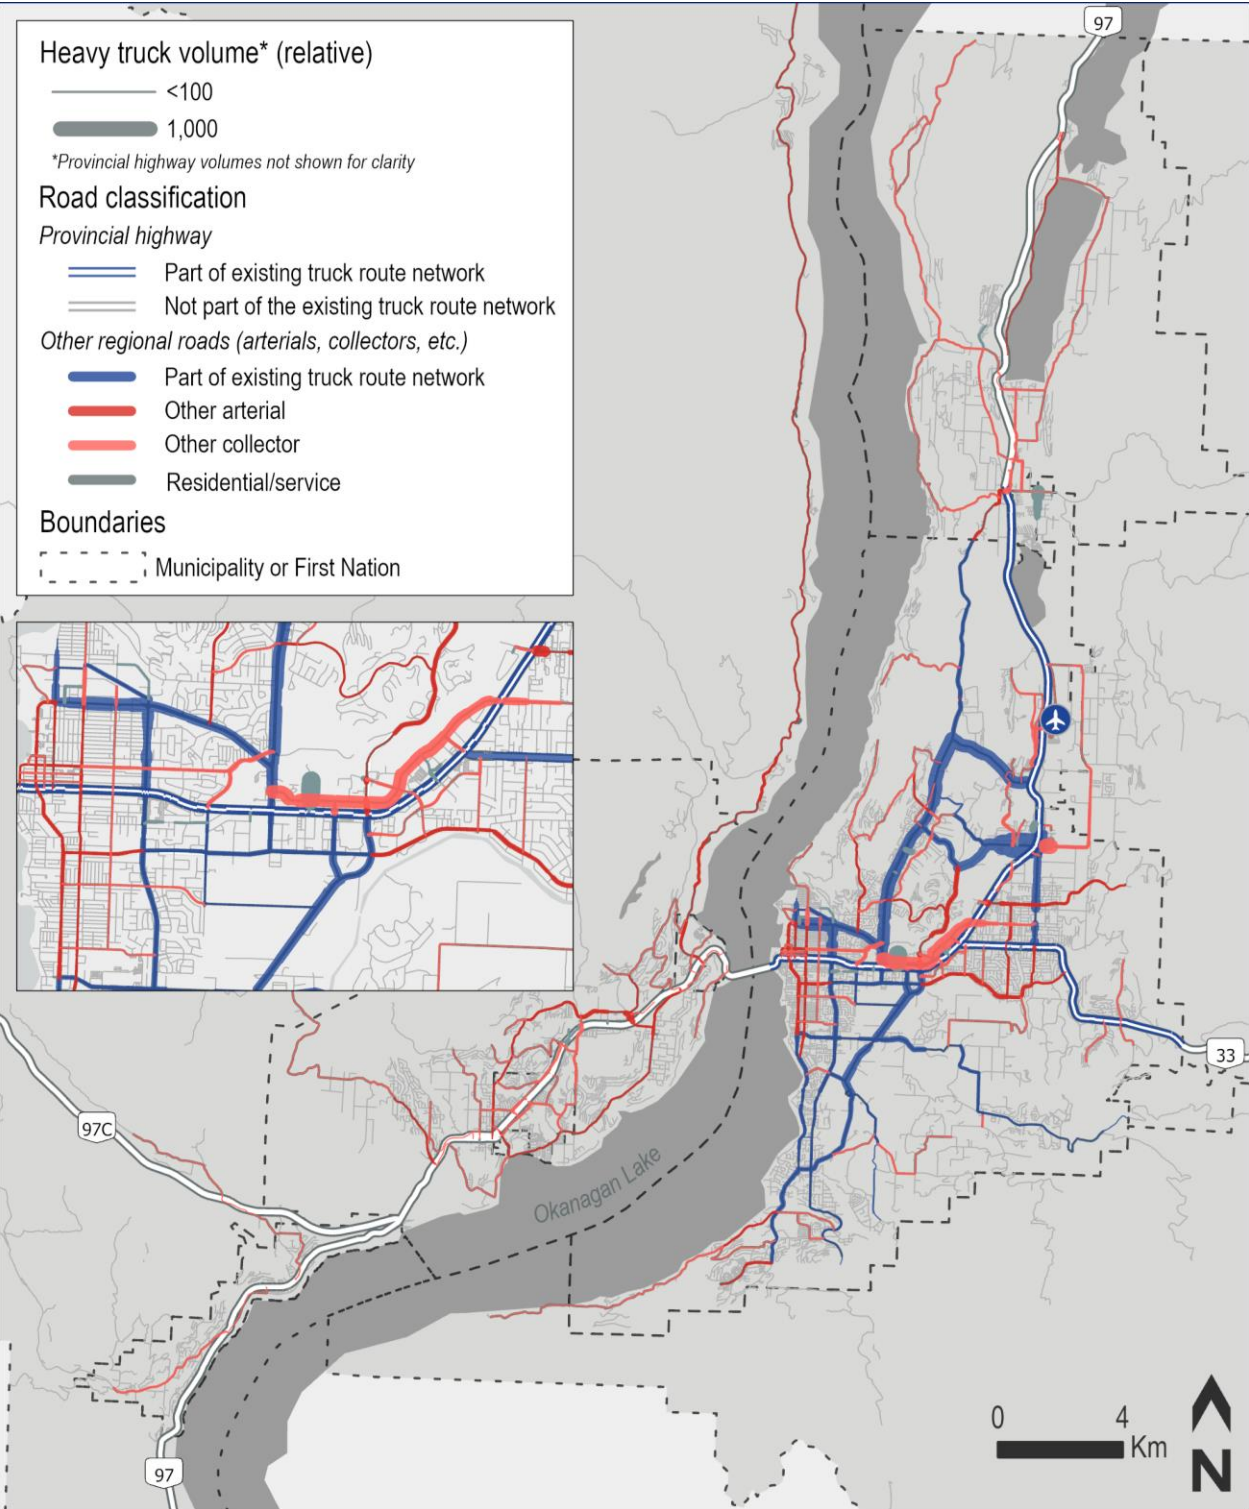 Heavy truck volume* (relative)
<100
1,000
*Provincial highway volumes not shown for clarity
Road classification
Provincial highway
Part of existing truck route network
Not part of the existing truck route network
Other regional roads (arterials, collectors, etc.)
Part of existing truck route network
Other arterial
Other collector
Residential/service
Boundaries
Municipality or First Nation
97
33
97C
Okanagan Lake
97
0 4
Km
N